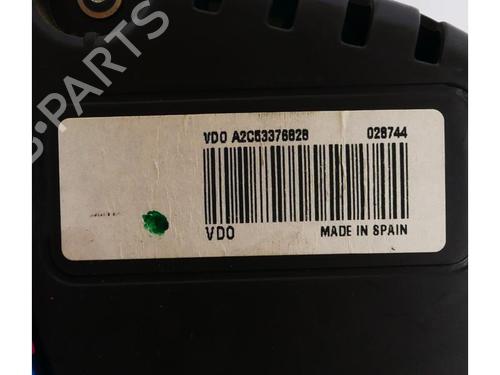 B-PARTS
VDO A2C53376828 028744
VDO MADE IN SPAIN